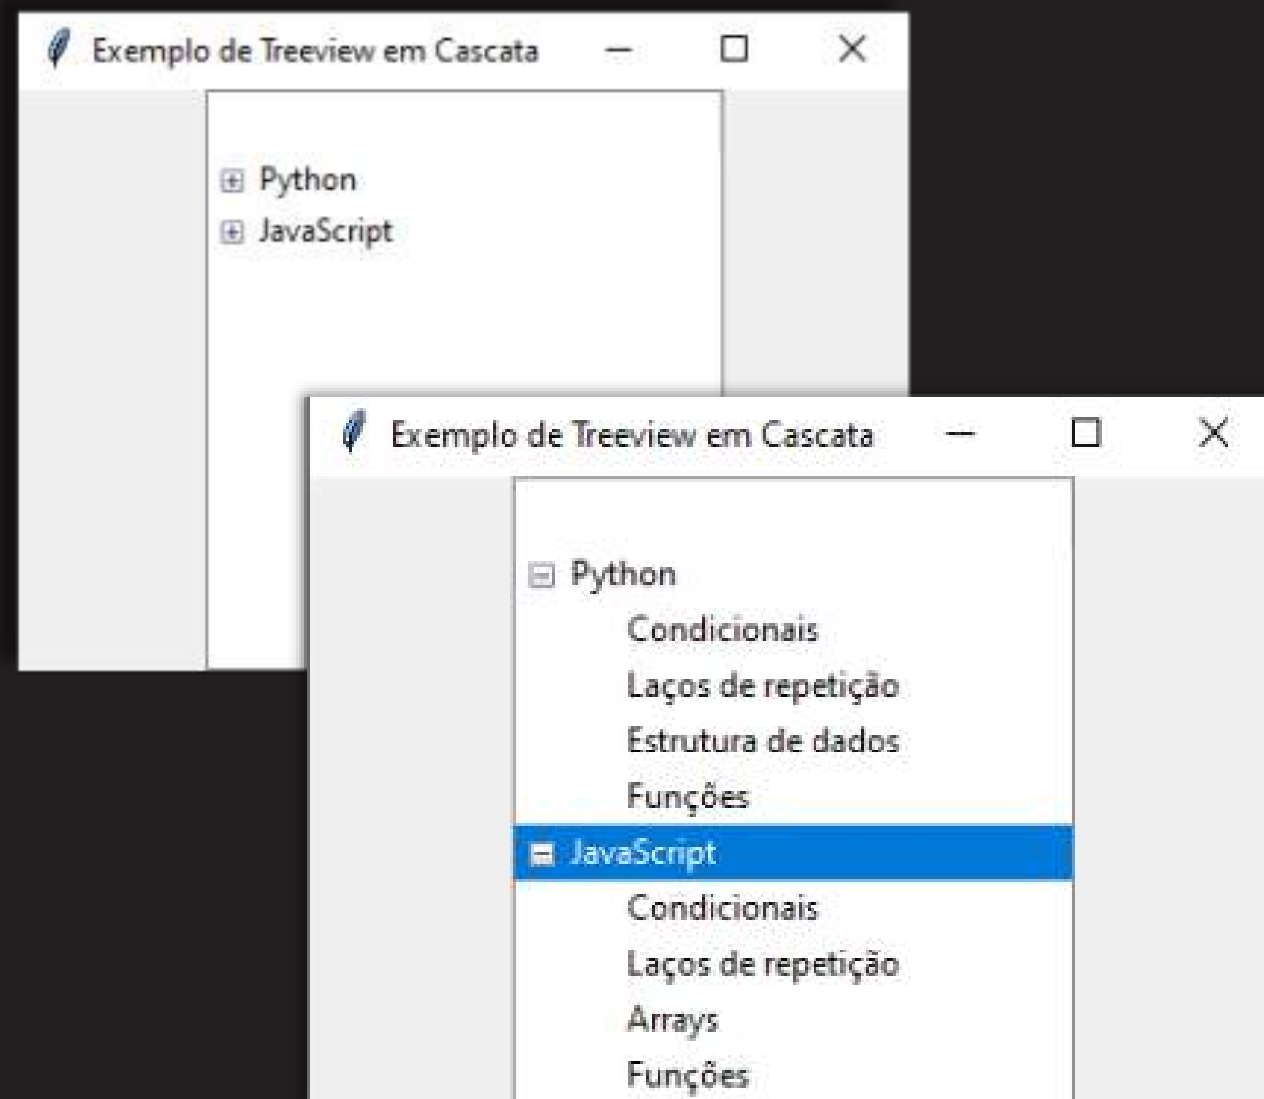 Exemplo de Treeview em Cascata
Python
JavaScript
Exemplo de Treeview em Cascata
Python
Condicionais
Laços de repetição
Estrutura de dados
Funções
JavaScript
Condicionais
Laços de repetição
Arrays
Funções